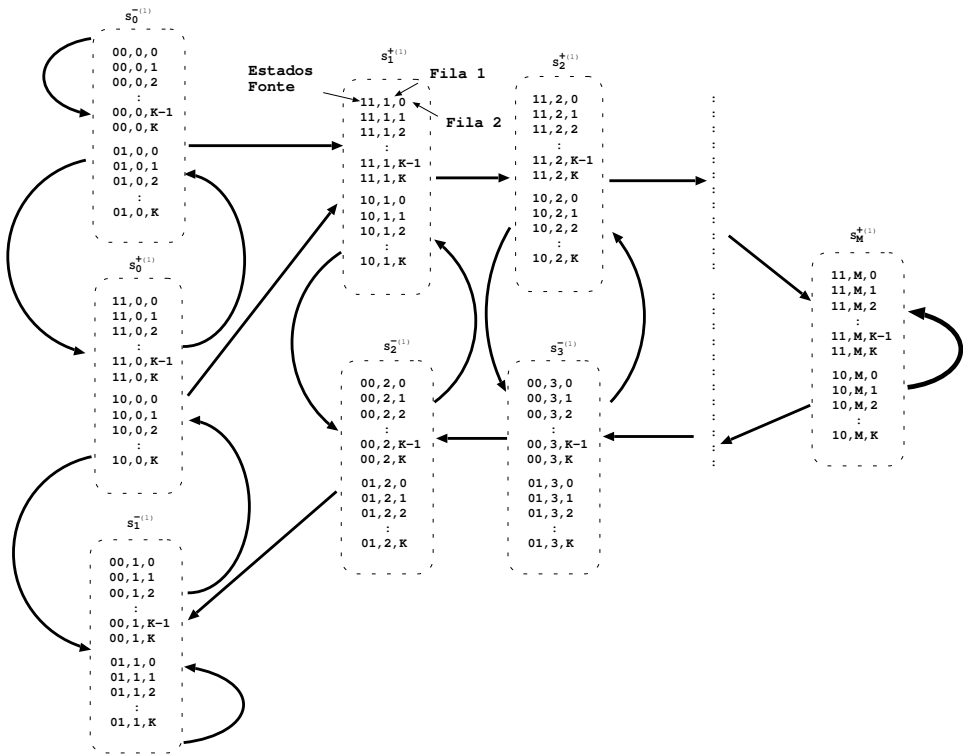 s0−(1)
00,0,0
00,0,1
00,0,2
:
00,0,K−1
00,0,K
01,0,0
01,0,1
01,0,2
:
01,0,K
s0+(1)
11,0,0
11,0,1
11,0,2
:
11,0,K−1
11,0,K
10,0,0
10,0,1
10,0,2
:
10,0,K
s1−(1)
00,1,0
00,1,1
00,1,2
:
00,1,K−1
00,1,K
01,1,0
01,1,1
01,1,2
:
01,1,K
s1+(1)
Estados
Fonte
Fila 1
Fila 2
11,1,0
11,1,1
11,1,2
:
11,1,K−1
11,1,K
10,1,0
10,1,1
10,1,2
:
10,1,K
s2−(1)
00,2,0
00,2,1
00,2,2
:
00,2,K−1
00,2,K
01,2,0
01,2,1
01,2,2
:
01,2,K
s2+(1)
11,2,0
11,2,1
11,2,2
:
11,2,K−1
11,2,K
10,2,0
10,2,1
10,2,2
:
10,2,K
s3−(1)
00,3,0
00,3,1
00,3,2
:
00,3,K−1
00,3,K
01,3,0
01,3,1
01,3,2
:
01,3,K
sM+(1)
11,M,0
11,M,1
11,M,2
:
11,M,K−1
11,M,K
10,M,0
10,M,1
10,M,2
:
10,M,K